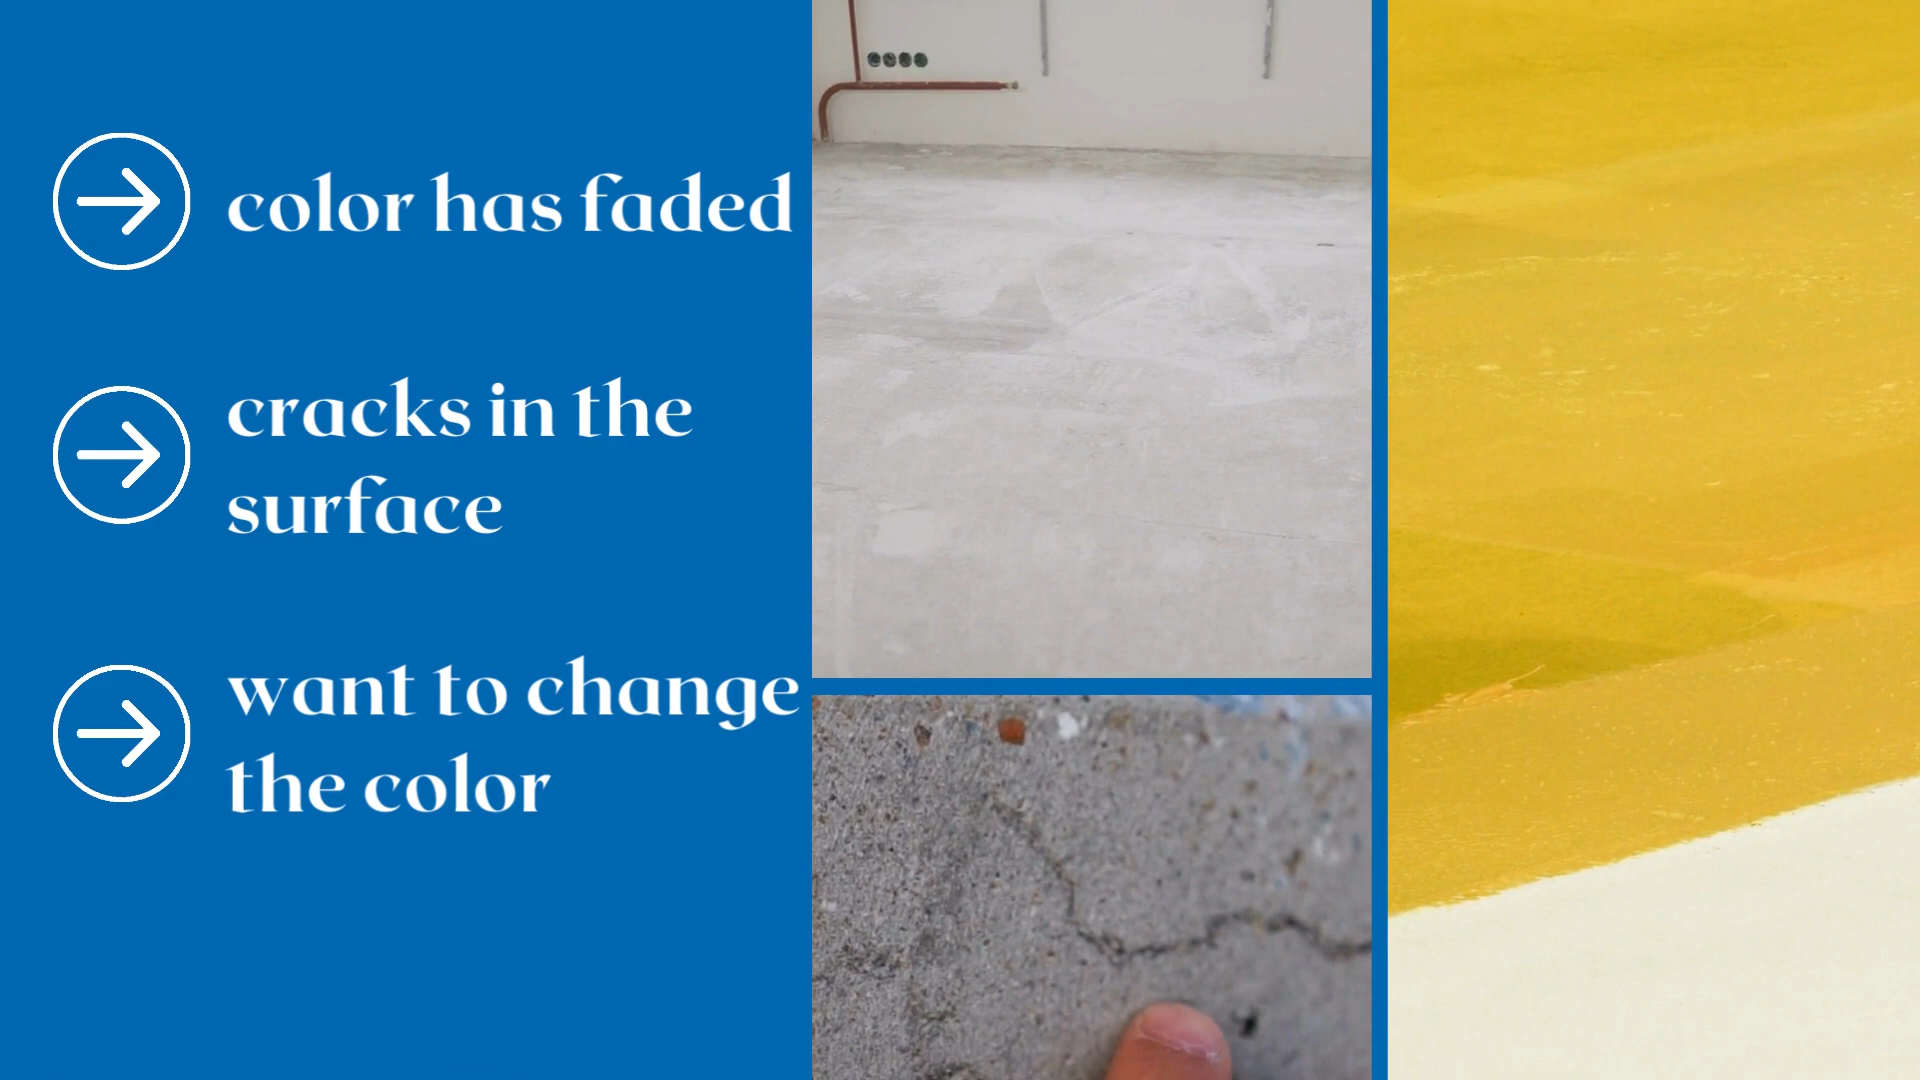 color has faded
cracks in the
surface
want to change
the color